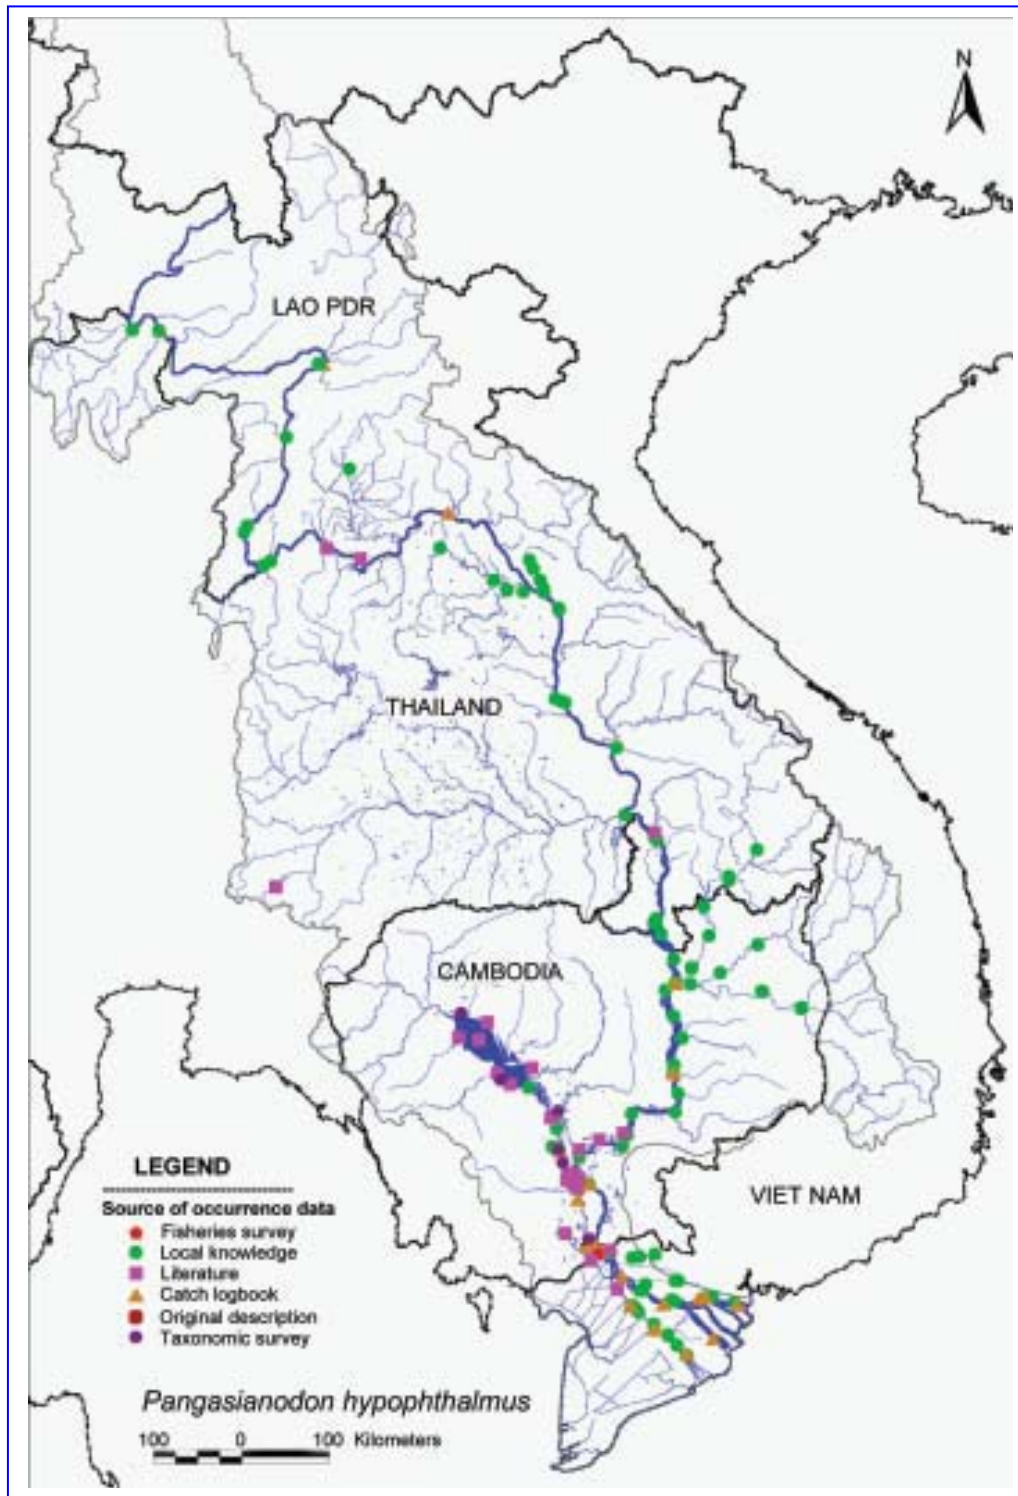 N
LAO PDR
THAILAND
CAMBODIA
VIET NAM
LEGEND
Source of occurrence data
Fisheries survey
Local knowledge
Literature
Catch logbook
Original description
Taxonomic survey
Pangasianodon hypophthalmus
100 0 100 Kilometers